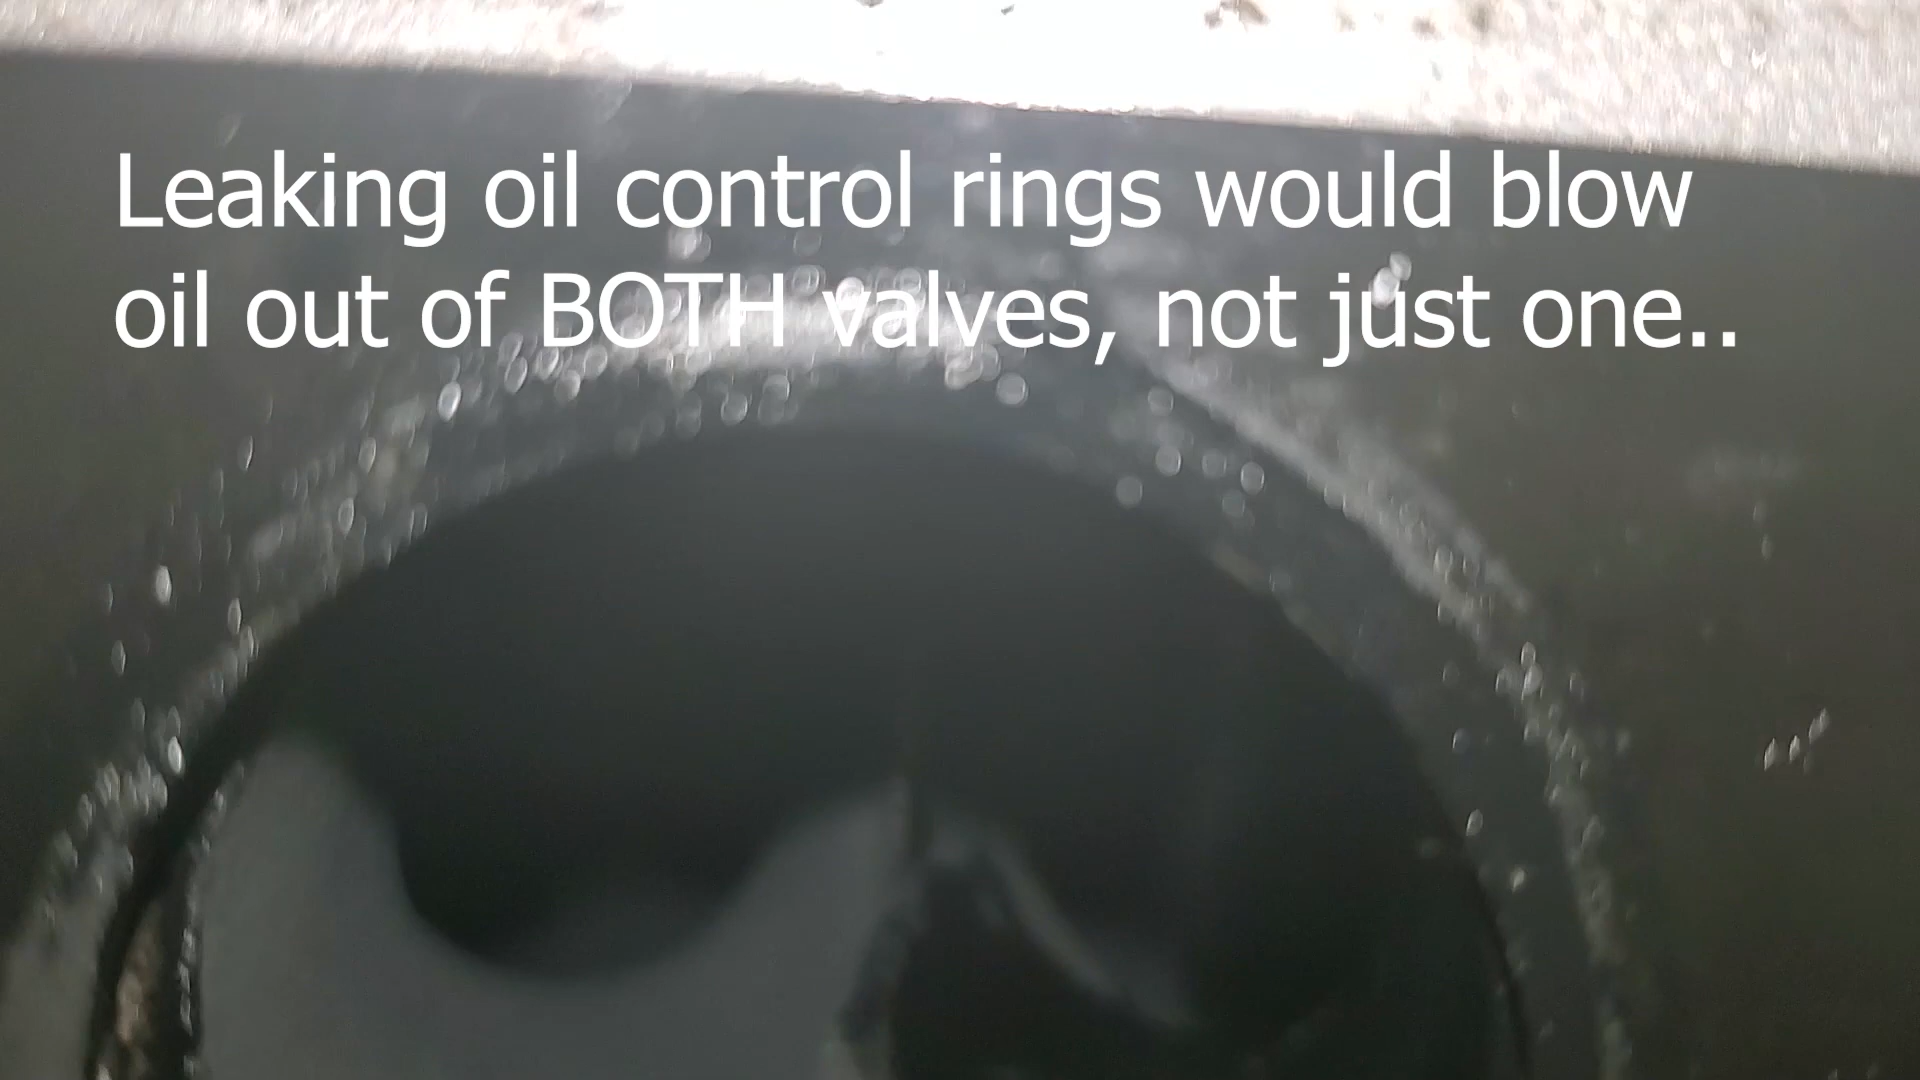 Leaking oil control rings would blow
oil out of BOTH valves, not just one..